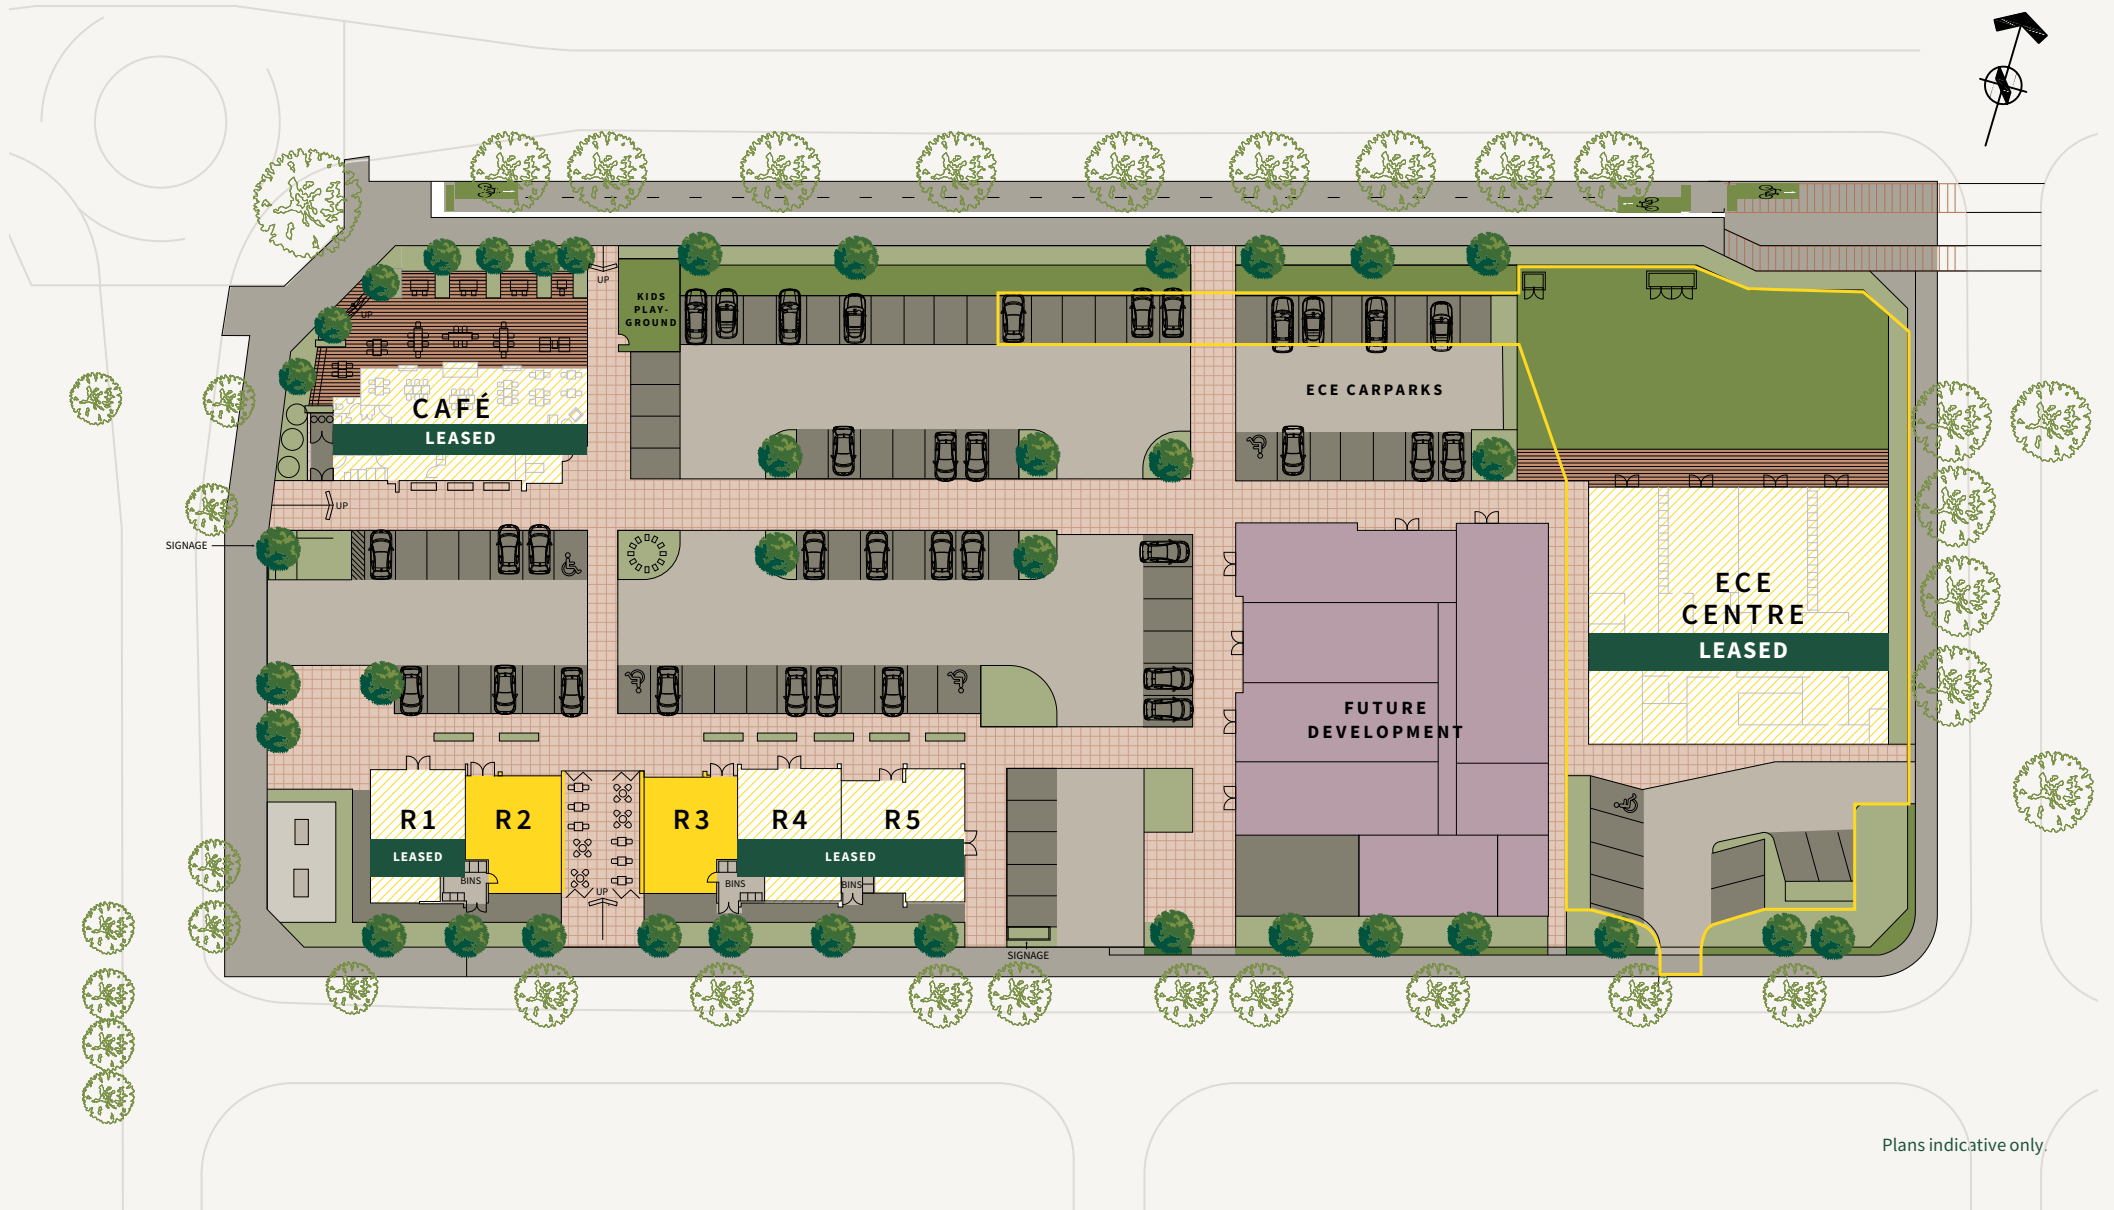 UP
KIDS
PLAY-
GROUND
UP
CAFÉ
LEASED
ECE CARPARKS
UP
SIGNAGE
ECE
CENTRE
LEASED
FUTURE
DEVELOPMENT
R1
R2
R3
R4
R5
LEASED
LEASED
BINS
BINS
BINS
UP
SIGNAGE
Plans indicative only.